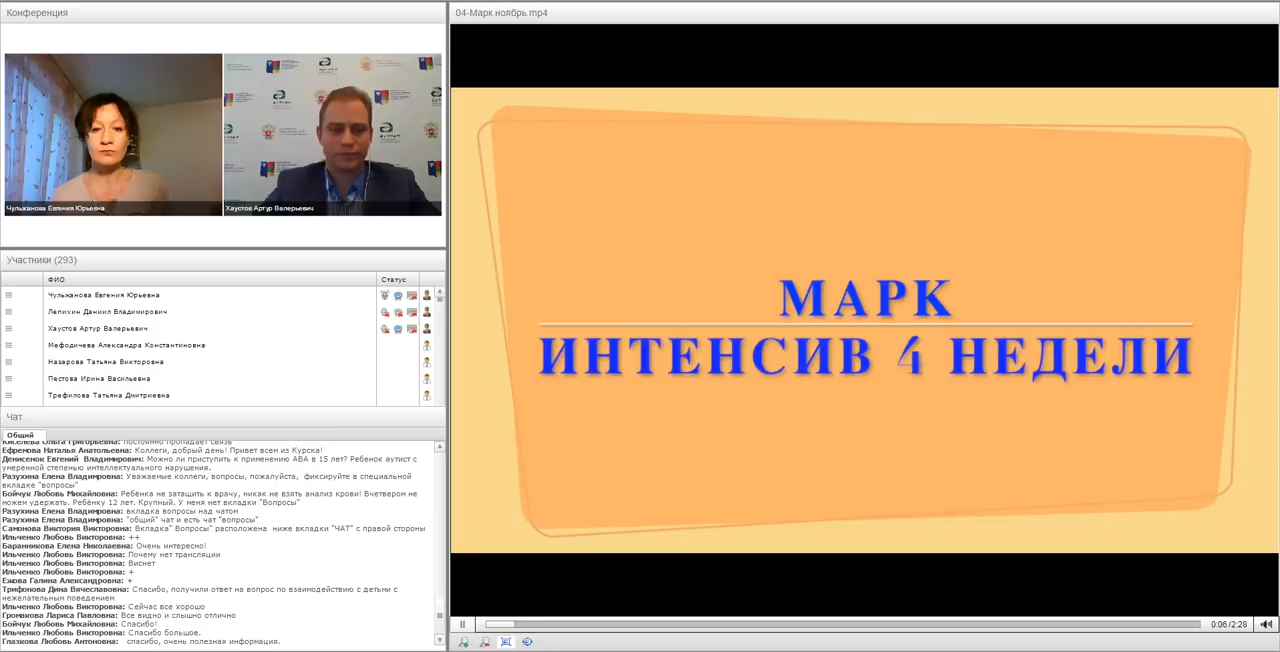 Конференция
04-Марк ноябрь.mp4
Чульжанова Евгения Юрьевна
Хаустов Артур Валерьевич
Участники (293)
ФИО
Статус
Чульжанова Евгения Юрьевна
Лепихин Даниил Владимирович
Хаустов Артур Валерьевич
Мефодичева Александра Константиновна
Назарова Татьяна Викторовна
Пестова Ирина Васильевна
Трефилова Татьяна Дмитриевна
Чат
Общий
Киселева Ольга Григорьевна: постоянно пропадает связь
Ефремова Наталья Анатольевна: Коллеги, добрый день! Привет всем из Курска!
Денисенок Евгений Владимирович: Можно ли приступить к применению АВА в 15 лет? Ребенок аутист с
умеренной степенью интеллектуального нарушения.
Разухина Елена Владимровна: Уважаемые коллеги, вопросы, пожалуйста, фиксируйте в специальной
вкладке "вопросы"
Бойчук Любовь Михайловна: Ребёнка не затащить к врачу, никак не взять анализ крови! Вчетвером не
можем удержать. Ребёнку 12 лет. Крупный. У меня нет вкладки "Вопросы"
Разухина Елена Владимровна: вкладка вопросы над чатом
Разухина Елена Владимровна: "общий" чат и есть чат "вопросы"
Самонова Виктория Викторовна: Вкладка" Вопросы" расположена ниже вкладки "ЧАТ" с правой стороны
Ильченко Любовь Викторовна: ++
Баранникова Елена Николаевна: Очень интересно!
Ильченко Любовь Викторовна: Почему нет трансляции
Ильченко Любовь Викторовна: Виснет
Ильченко Любовь Викторовна: +
Ежова Галина Александровна: +
Трифонова Дина Вячеславовна: Спасибо, получили ответ на вопрос по взаимодействию с детьми с
нежелательным поведением
Ильченко Любовь Викторовна: Сейчас все хорошо
Громакова Лариса Павловна: Все видно и слышно отлично
Бойчук Любовь Михайловна: Спасибо!
Ильченко Любовь Викторовна: Спасибо большое.
Глазкова Любовь Антоновна: спасибо, очень полезная информация.
МАРК
ИНТЕНСИВ 4 НЕДЕЛИ
0:06 / 2:28